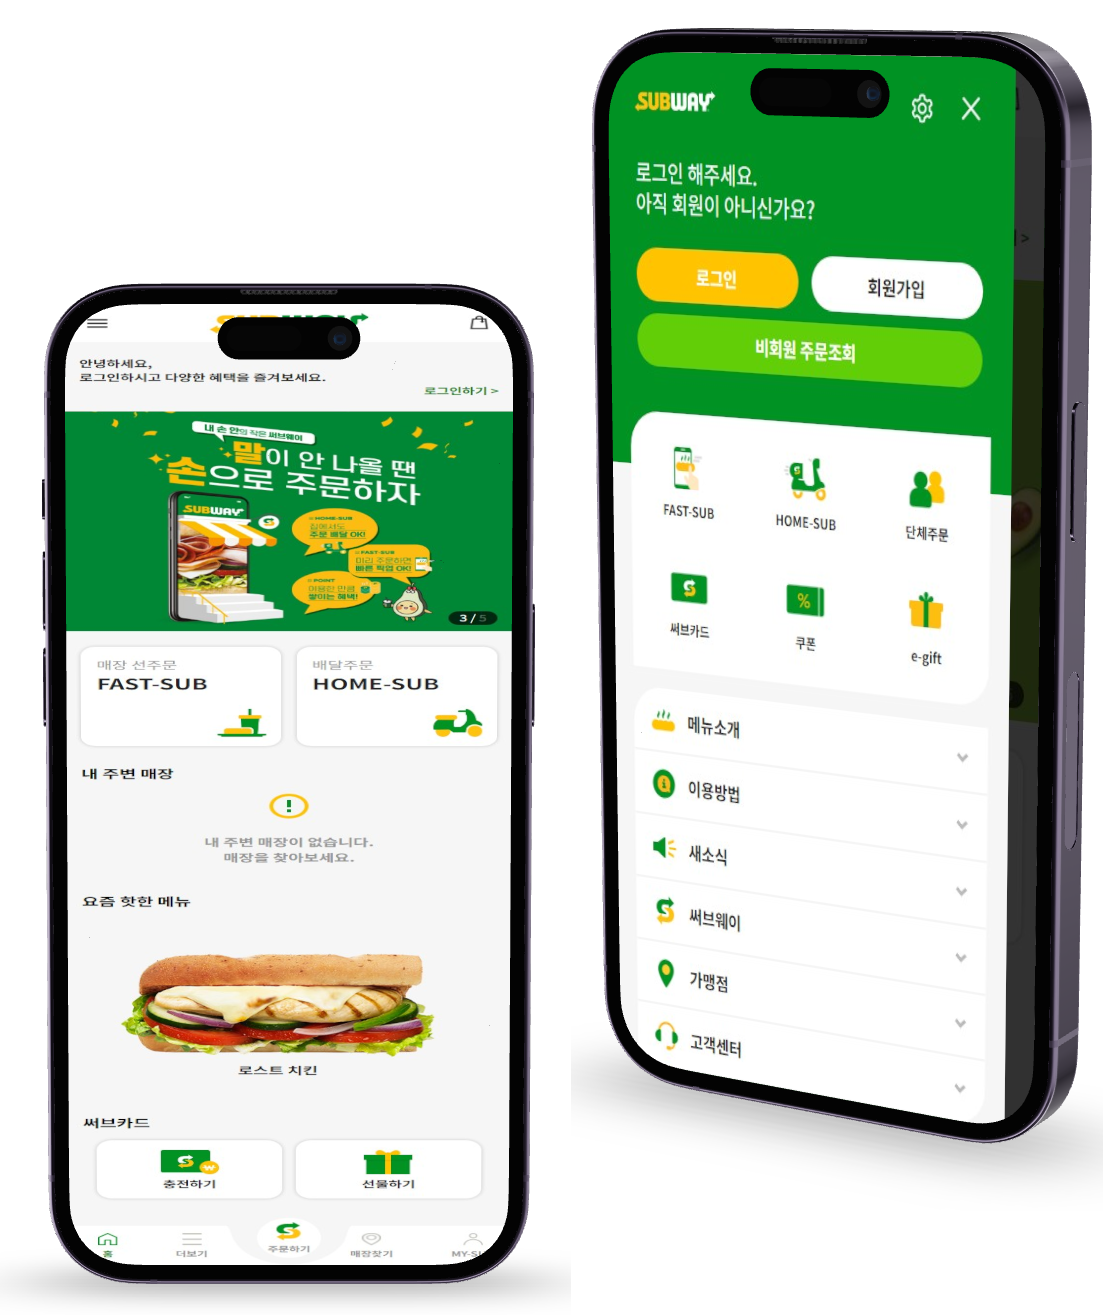 안녕하세요,
로그인하시고 다양한 혜택을 즐겨보세요.
로그인하기 >
내 손 안의 작은 써브웨이
말이 안 나올 땐
손으로 주문하자
SUBWAY
HOME-SUB
집에서도
주문 배달 OK!
FAST-SUB
미리 주문하면
빠른 픽업 OK!
POINT
이용한 만큼
쌓이는 혜택!
3 / 5
매장 선주문
FAST-SUB
배달주문
HOME-SUB
내 주변 매장
내 주변 매장이 없습니다.
매장을 찾아보세요.
요즘 핫한 메뉴
로스트 치킨
써브카드
충전하기
선물하기
홈
더보기
주문하기
매장찾기
SUBWAY
로그인 해주세요.
아직 회원이 아니신가요?
로그인
회원가입
비회원 주문조회
FAST-SUB
HOME-SUB
단체주문
써브카드
쿠폰
e-gift
메뉴소개
이용방법
새소식
써브웨이
가맹점
고객센터